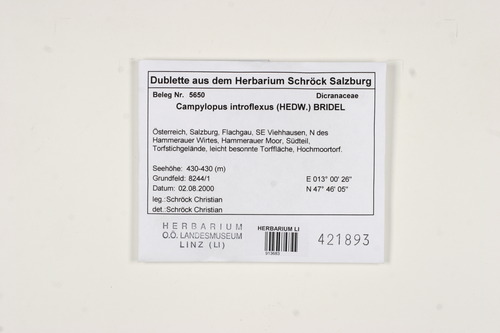 Dublette aus dem Herbarium Schröck Salzburg
Beleg Nr. 5650 Dicranaceae
Campylopus introflexus (HEDW.) BRIDEL
Österreich, Salzburg, Flachgau, SE Viehhausen, N des
Hammerauer Wirtes, Hammerauer Moor, Südteil,
Torfstichgelände, leicht besonnte Torffläche, Hochmoortorf.
Seehöhe: 430-430 (m)
Grundfeld: 8244/1 E 013° 00' 26"
Datum: 02.08.2000 N 47° 46' 05"
leg.:Schröck Christian
det.:Schröck Christian
HERBARIUM
O.Ö. LANDESMUSEUM
LINZ (LI)
HERBARIUM LI
421893